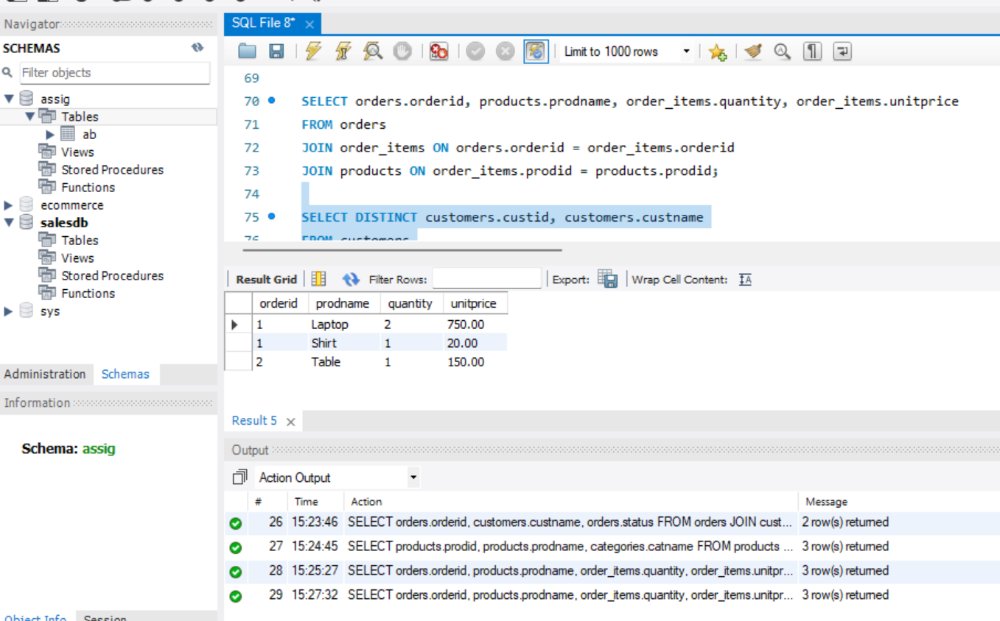 Navigator
SCHEMAS
Filter objects
assig
Tables
ab
Views
Stored Procedures
Functions
ecommerce
salesdb
Tables
Views
Stored Procedures
Functions
sys
Administration Schemas
Information
Schema: assig
Object Info Session
SQL File 8*
Limit to 1000 rows
69
70 SELECT orders.orderid, products.prodname, order_items.quantity, order_items.unitprice
71 FROM orders
72 JOIN order_items ON orders.orderid = order_items.orderid
73 JOIN products ON order_items.prodid = products.prodid;
74
75 SELECT DISTINCT customers.custid, customers.custname
76 FROM customers
Result Grid Filter Rows: Export: Wrap Cell Content:
orderid prodname quantity unitprice
1 Laptop 2 750.00
1 Shirt 1 20.00
2 Table 1 150.00
Result 5
Output
Action Output
# Time Action Message
26 15:23:46 SELECT orders.orderid, customers.custname, orders.status FROM orders JOIN cust... 2 row(s) returned
27 15:24:45 SELECT products.prodid, products.prodname, categories.catname FROM products ... 3 row(s) returned
28 15:25:27 SELECT orders.orderid, products.prodname, order_items.quantity, order_items.unitpr... 3 row(s) returned
29 15:27:32 SELECT orders.orderid, products.prodname, order_items.quantity, order_items.unitpr... 3 row(s) returned